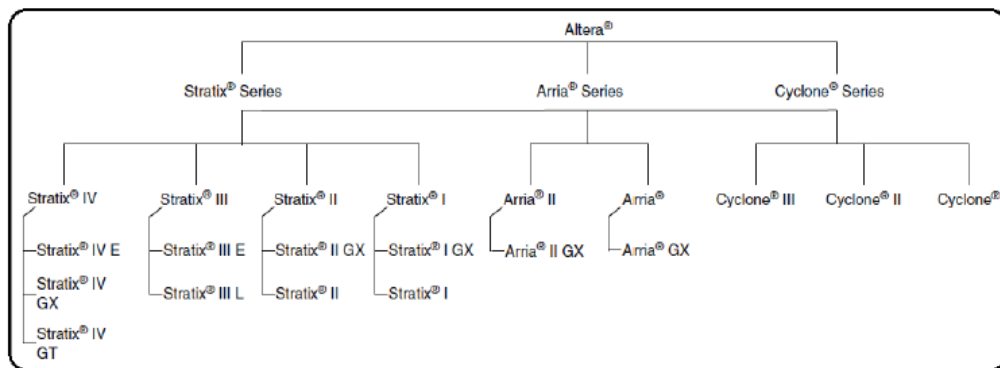 Altera®
Stratix® Series Arria® Series Cyclone® Series
Stratix® IV Stratix® III Stratix® II Stratix® I Arria® II Arria® Cyclone® III Cyclone® II Cyclone®
Stratix® IV E Stratix® III E Stratix® II GX Stratix® I GX Arria® II GX Arria® GX
Stratix® IV
GX
Stratix® III L Stratix® II Stratix® I
Stratix® IV
GT